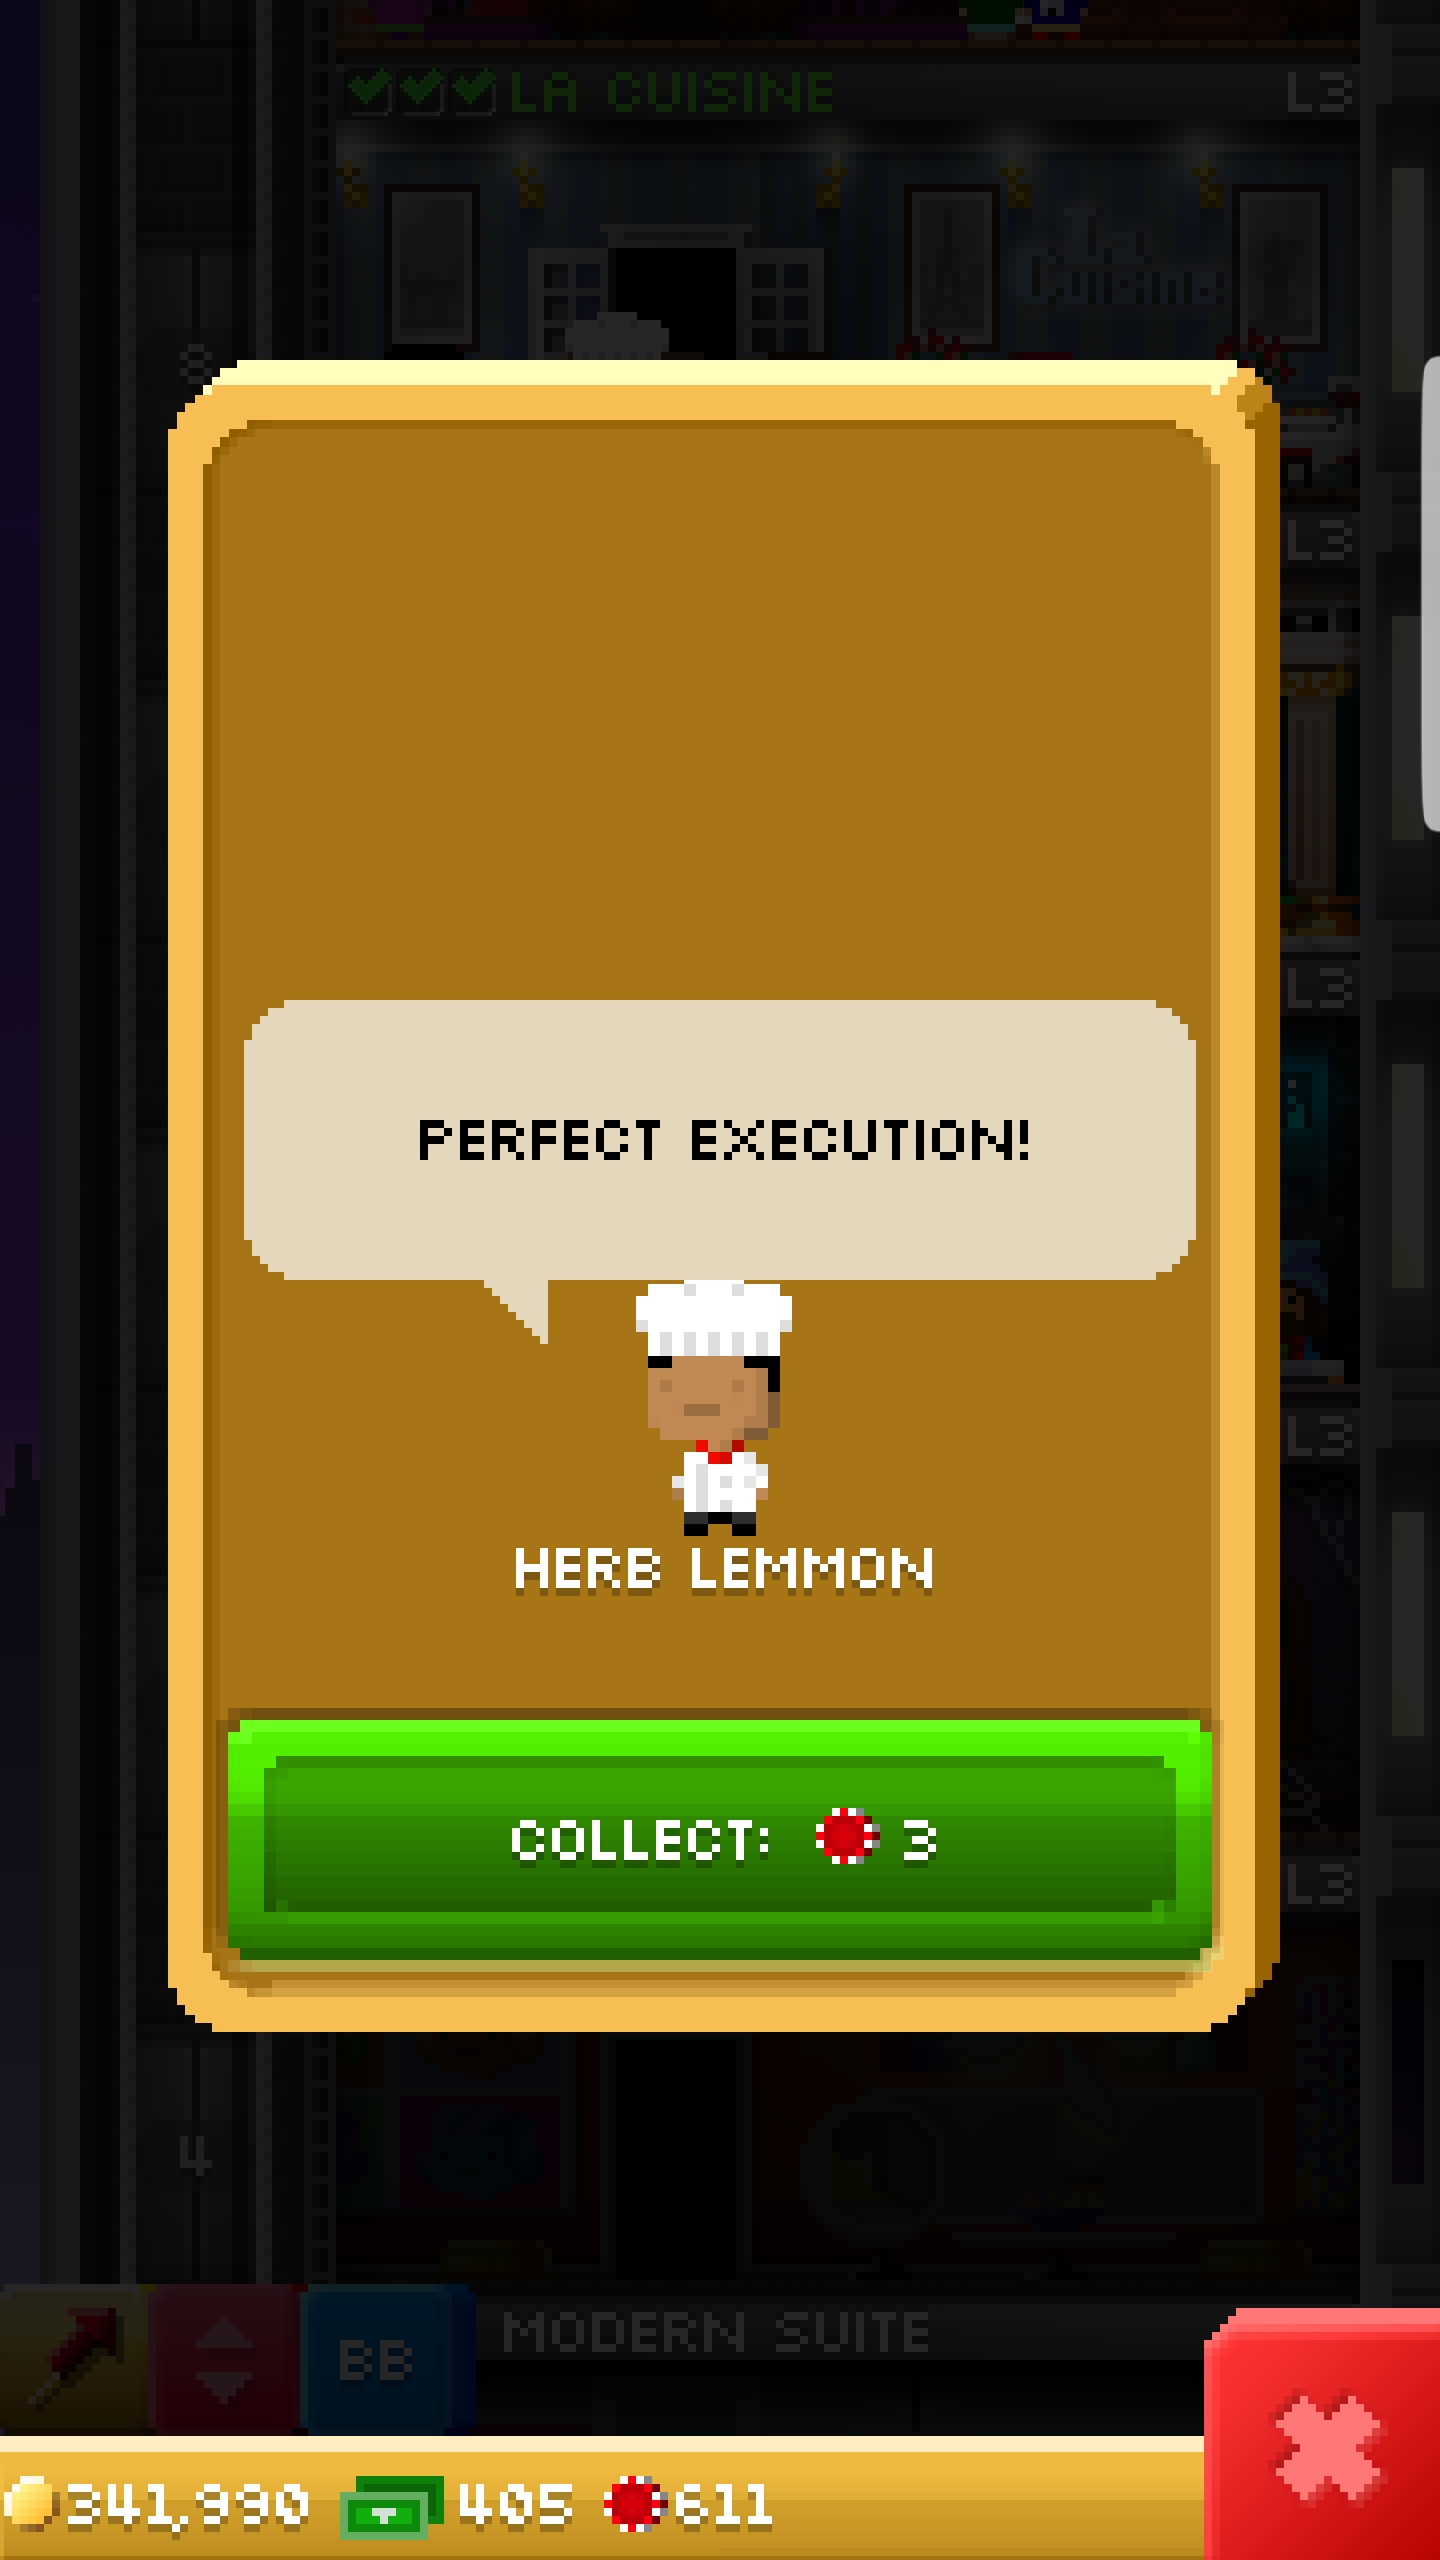 LA CUISINE L3
La
Cuisine
8
L3
L3
PERFECT EXECUTION!
L3
HERB LEMMON
COLLECT: 3
L3
4
MODERN SUITE
BB
341,990 405 611